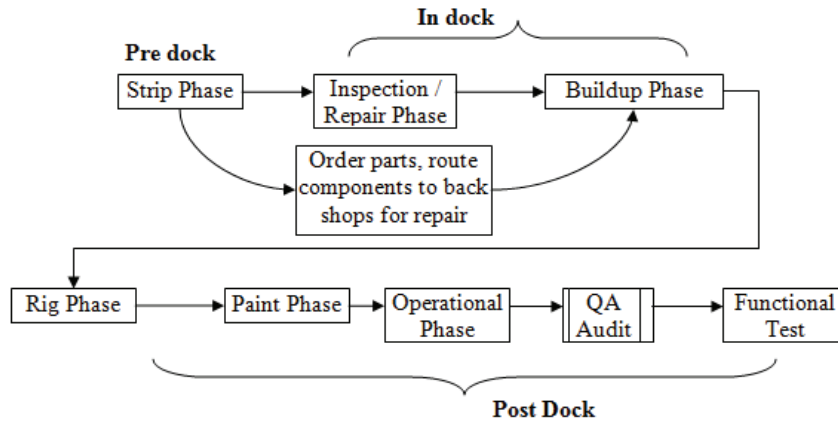 In dock
Pre dock
Strip Phase
Inspection /
Repair Phase
Buildup Phase
Order parts, route
components to back
shops for repair
Rig Phase
Paint Phase
Operational
Phase
QA
Audit
Functional
Test
Post Dock